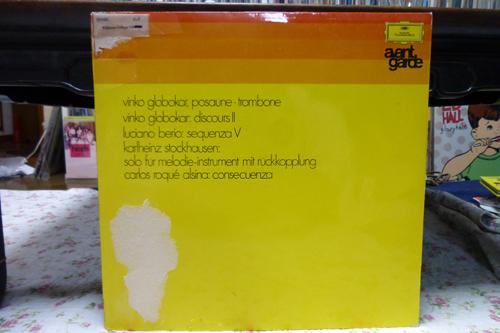 avant
garde
vinko globokar, posaune · trombone
vinko globokar: discours II
luciano berio: sequenza V
karlheinz stockhausen:
solo für melodie-instrument mit rückkopplung
carlos roqué alsina: consecuenza
HALL